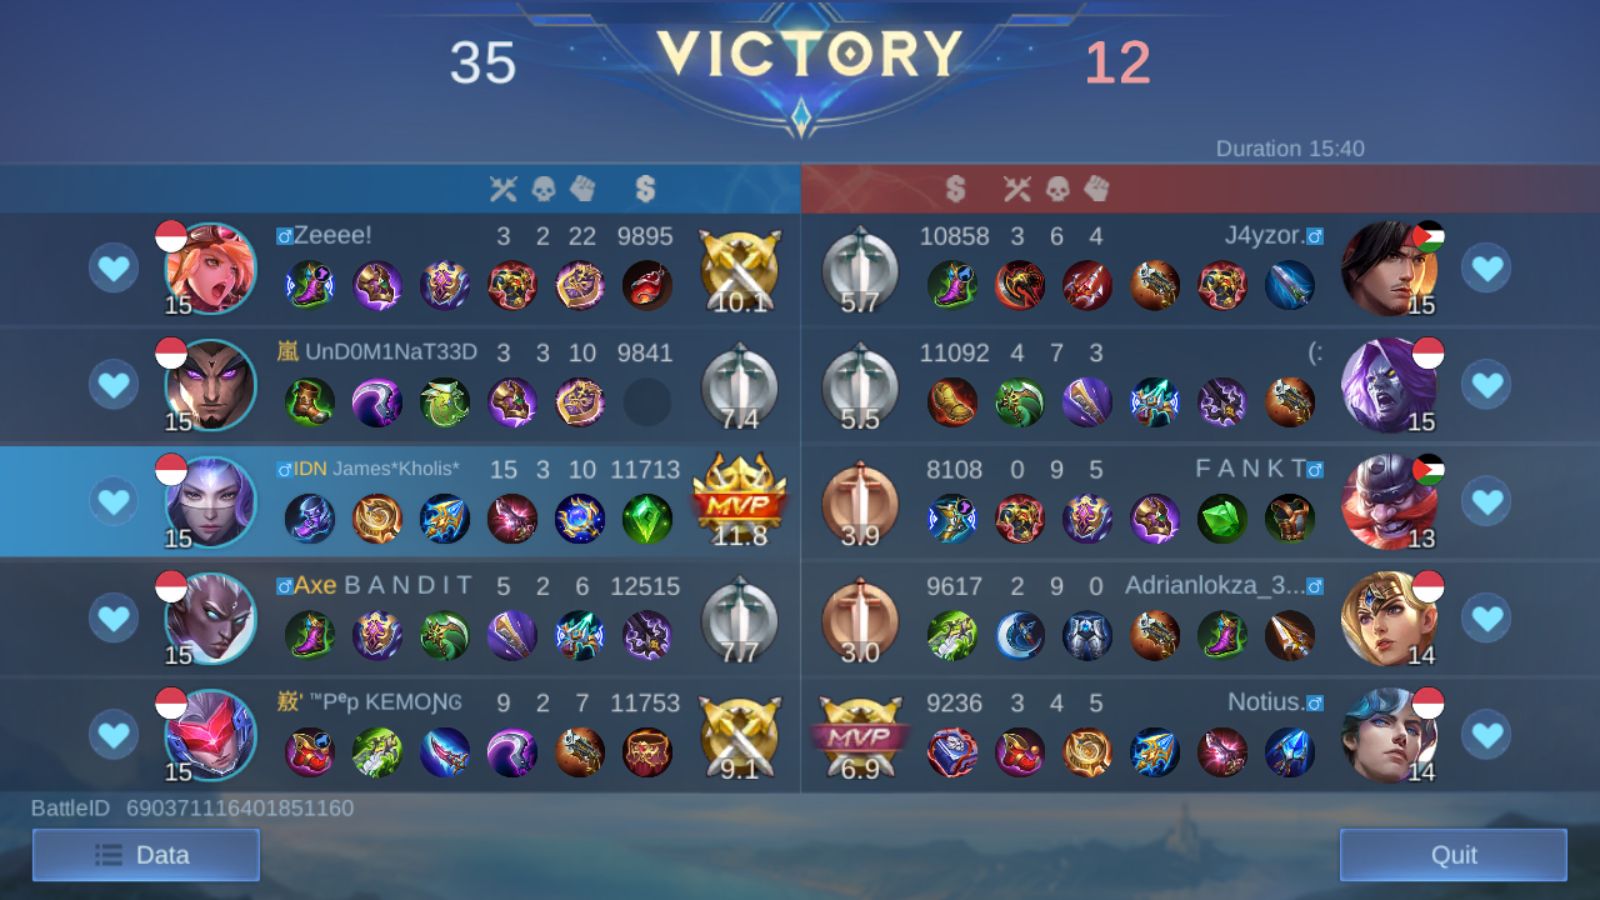 35 VICTORY 12
Duration 15:40
Zeeee! 3 2 22 9895 10.1 15
5.7 10858 3 6 4 J4yzor. 15
嵐 UnD0M1NaT33D 3 3 10 9841 7.4 15
5.5 11092 4 7 3 (: 15
IDN James*Kholis* 15 3 10 11713 MVP 11.8 15
3.9 8108 0 9 5 F A N K T 13
Axe B A N D I T 5 2 6 12515 7.7 15
3.0 9617 2 9 0 Adrianlokza_3... 14
™Pᵉp KEMOƝG 9 2 7 11753 9.1 15
MVP 6.9 9236 3 4 5 Notius. 14
BattleID 690371116401851160
Data
Quit